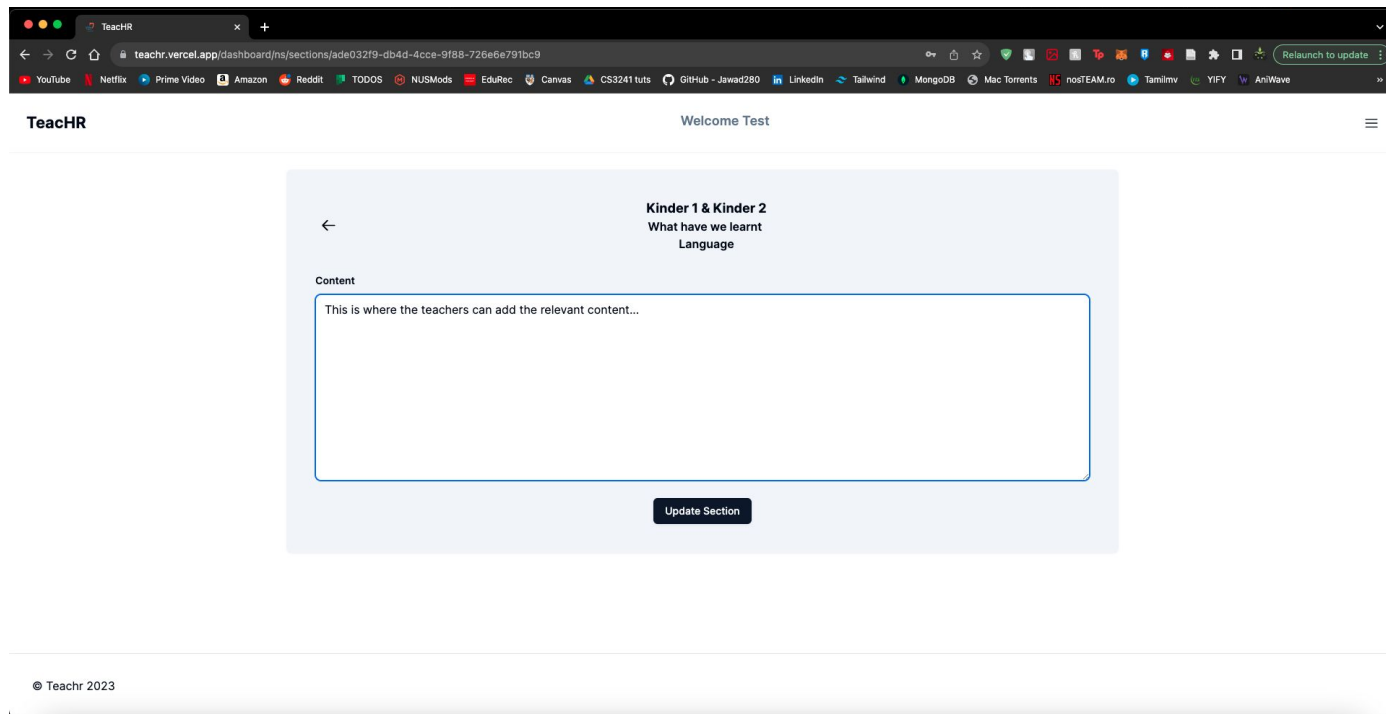 TeacHR
teachr.vercel.app/dashboard/ns/sections/ade032f9-db4d-4cce-9f88-726e6e791bc9
Relaunch to update
YouTube Netflix Prime Video Amazon Reddit TODOS NUSMods EduRec Canvas CS3241 tuts GitHub - Jawad280 LinkedIn Tailwind MongoDB Mac Torrents nosTEAM.ro Tamilmv YIFY AniWave »
TeacHR
Welcome Test
Kinder 1 & Kinder 2
What have we learnt
Language
Content
This is where the teachers can add the relevant content...
Update Section
© Teachr 2023